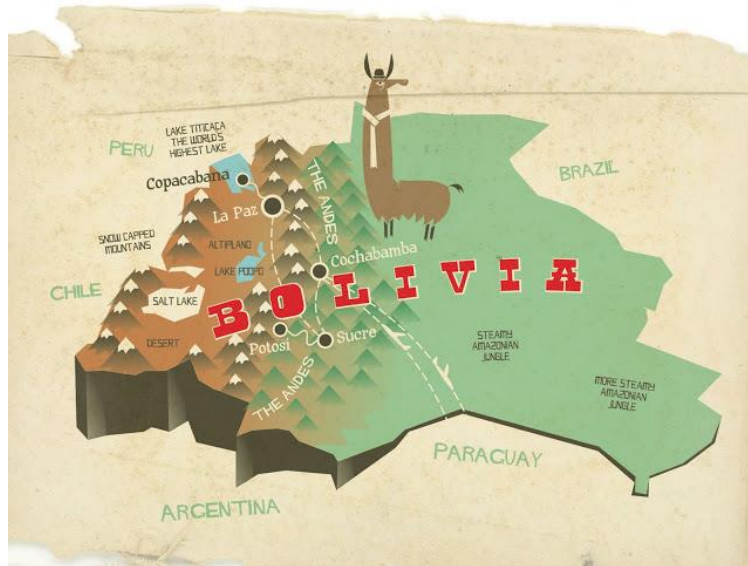 LAKE TITICACA
THE WORLD'S
HIGHEST LAKE
PERU
BRAZIL
Copacabana
THE ANDES
La Paz
SNOW CAPPED
MOUNTAINS
ALTIPLANO
Cochabamba
LAKE POOPO
CHILE
SALT LAKE
BOLIVIA
DESERT
Potosi
Sucre
STEAMY
AMAZONIAN
JUNGLE
MORE STEAMY
AMAZONIAN
JUNGLE
THE ANDES
PARAGUAY
ARGENTINA